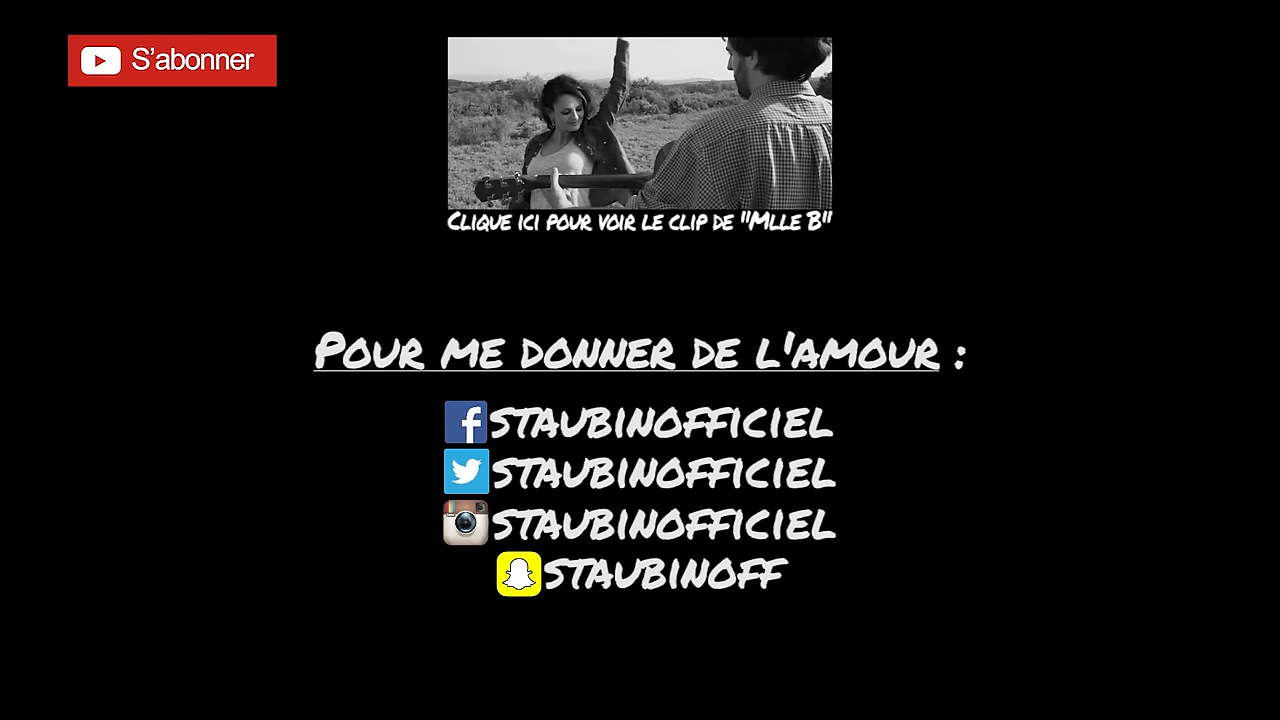 S'abonner
Clique ici pour voir le clip de "Mlle B"
Pour me donner de l'amour :
staubinofficiel
staubinofficiel
staubinofficiel
staubinoff